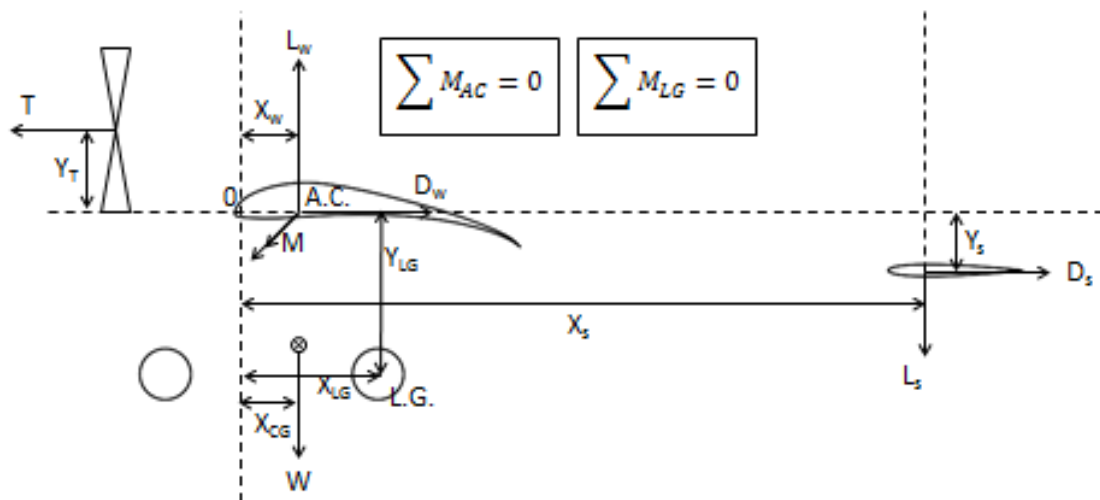 L_w
∑ M_AC = 0
∑ M_LG = 0
T
X_w
Y_T
0
A.C.
D_w
M
Y_LG
Y_s
D_s
X_s
X_LG
L.G.
L_s
X_CG
W